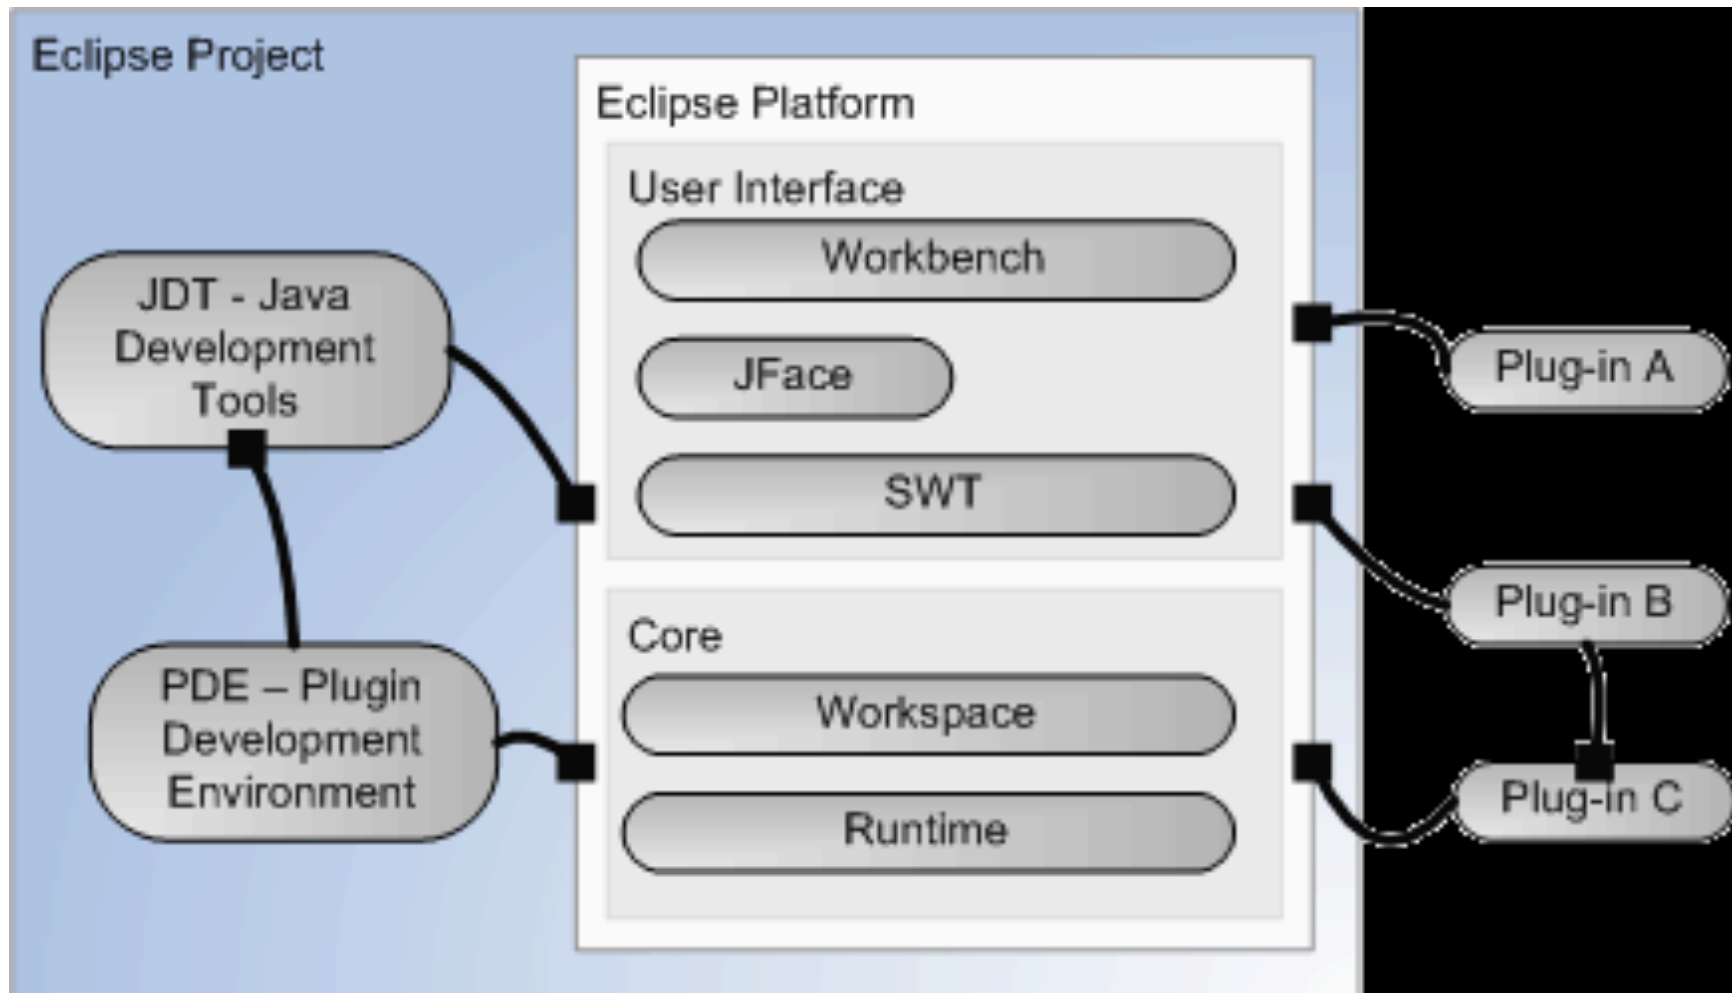 Eclipse Project
Eclipse Platform
User Interface
Workbench
JFace
SWT
JDT - Java
Development
Tools
PDE – Plugin
Development
Environment
Core
Workspace
Runtime
Plug-in A
Plug-in B
Plug-in C